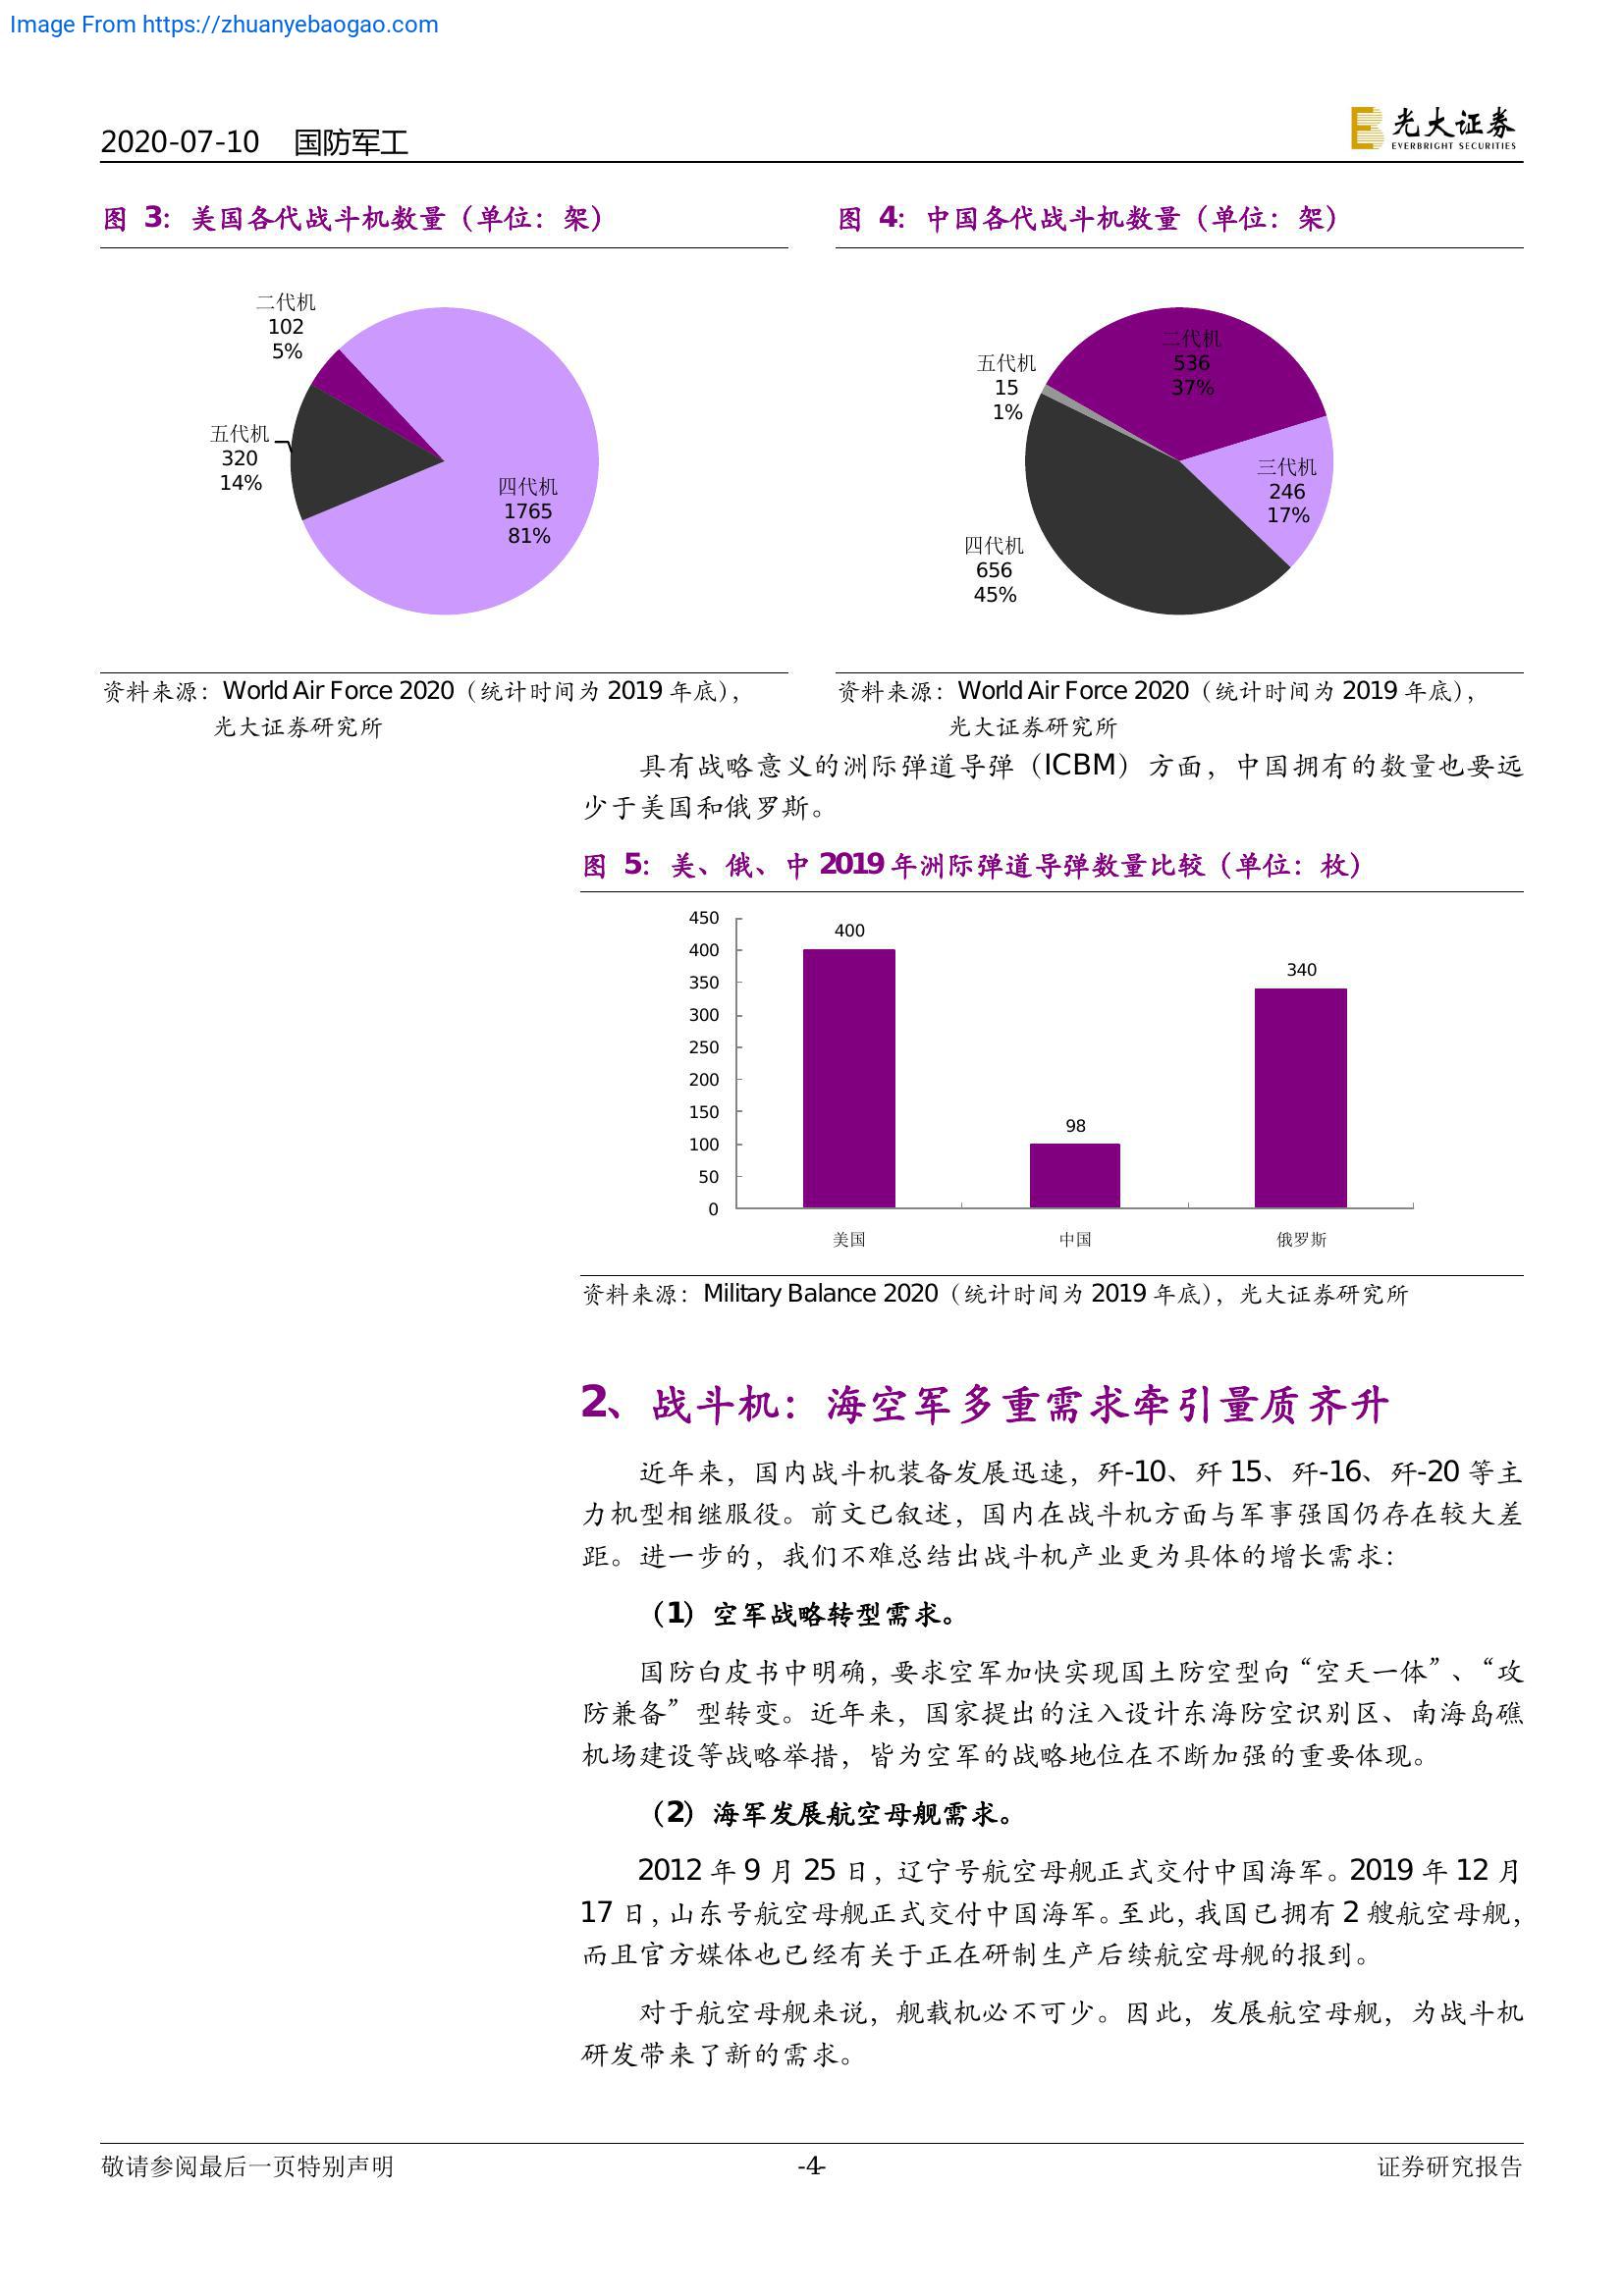 Image From https://zhuanyebaogao.com
2020-07-10 国防军工
光大证券
EVERBRIGHT SECURITIES
图 3：美国各代战斗机数量（单位：架）
二代机
102
5%
五代机
320
14%
四代机
1765
81%
资料来源：World Air Force 2020（统计时间为 2019 年底），
光大证券研究所
图 4：中国各代战斗机数量（单位：架）
二代机
536
37%
五代机
15
1%
三代机
246
17%
四代机
656
45%
资料来源：World Air Force 2020（统计时间为 2019 年底），
光大证券研究所
具有战略意义的洲际弹道导弹（ICBM）方面，中国拥有的数量也要远
少于美国和俄罗斯。
图 5：美、俄、中 2019 年洲际弹道导弹数量比较（单位：枚）
450
400
350
300
250
200
150
100
50
0
400
98
340
美国
中国
俄罗斯
资料来源：Military Balance 2020（统计时间为 2019 年底），光大证券研究所
2、战斗机：海空军多重需求牵引量质齐升
近年来，国内战斗机装备发展迅速，歼-10、歼 15、歼-16、歼-20 等主
力机型相继服役。前文已叙述，国内在战斗机方面与军事强国仍存在较大差
距。进一步的，我们不难总结出战斗机产业更为具体的增长需求：
（1）空军战略转型需求。
国防白皮书中明确，要求空军加快实现国土防空型向“空天一体”、“攻
防兼备”型转变。近年来，国家提出的注入设计东海防空识别区、南海岛礁
机场建设等战略举措，皆为空军的战略地位在不断加强的重要体现。
（2）海军发展航空母舰需求。
2012 年 9 月 25 日，辽宁号航空母舰正式交付中国海军。2019 年 12 月
17 日，山东号航空母舰正式交付中国海军。至此，我国已拥有 2 艘航空母舰，
而且官方媒体也已经有关于正在研制生产后续航空母舰的报到。
对于航空母舰来说，舰载机必不可少。因此，发展航空母舰，为战斗机
研发带来了新的需求。
敬请参阅最后一页特别声明
-4-
证券研究报告